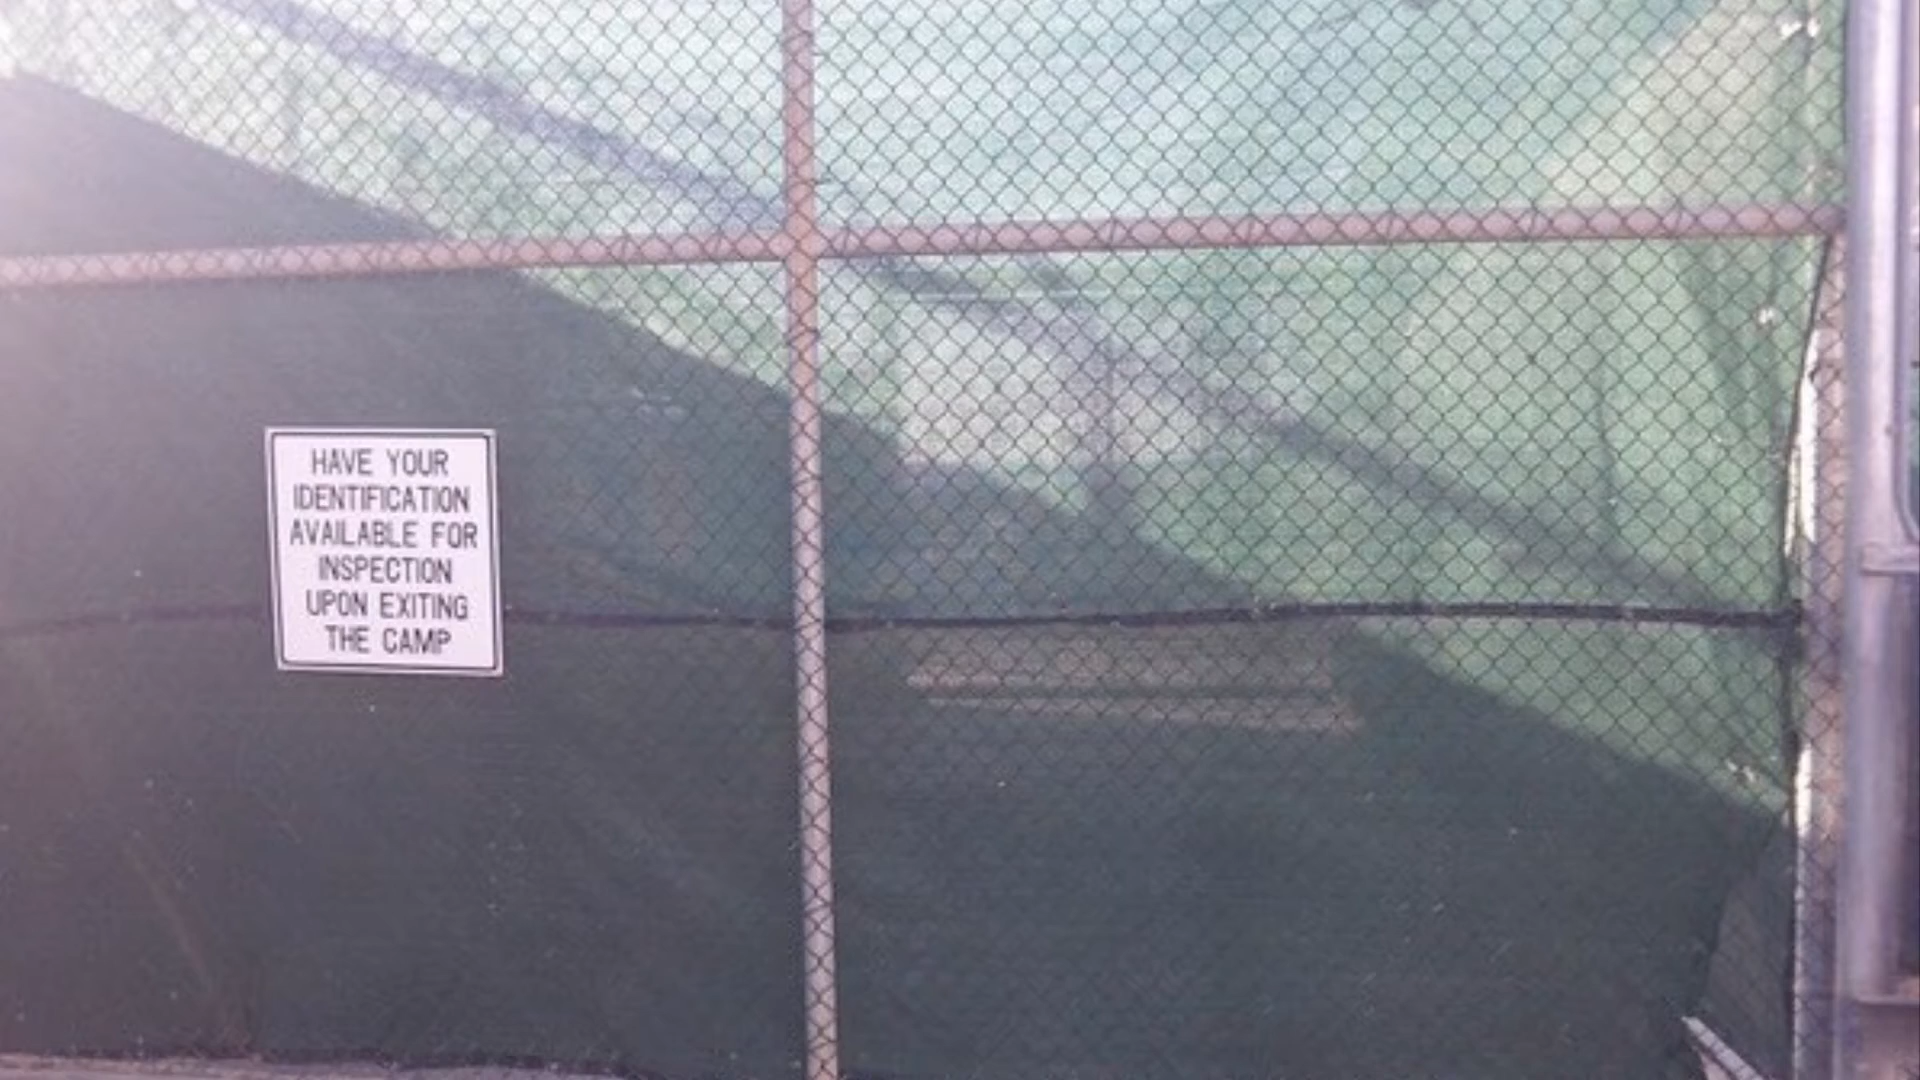 HAVE YOUR
IDENTIFICATION
AVAILABLE FOR
INSPECTION
UPON EXITING
THE CAMP